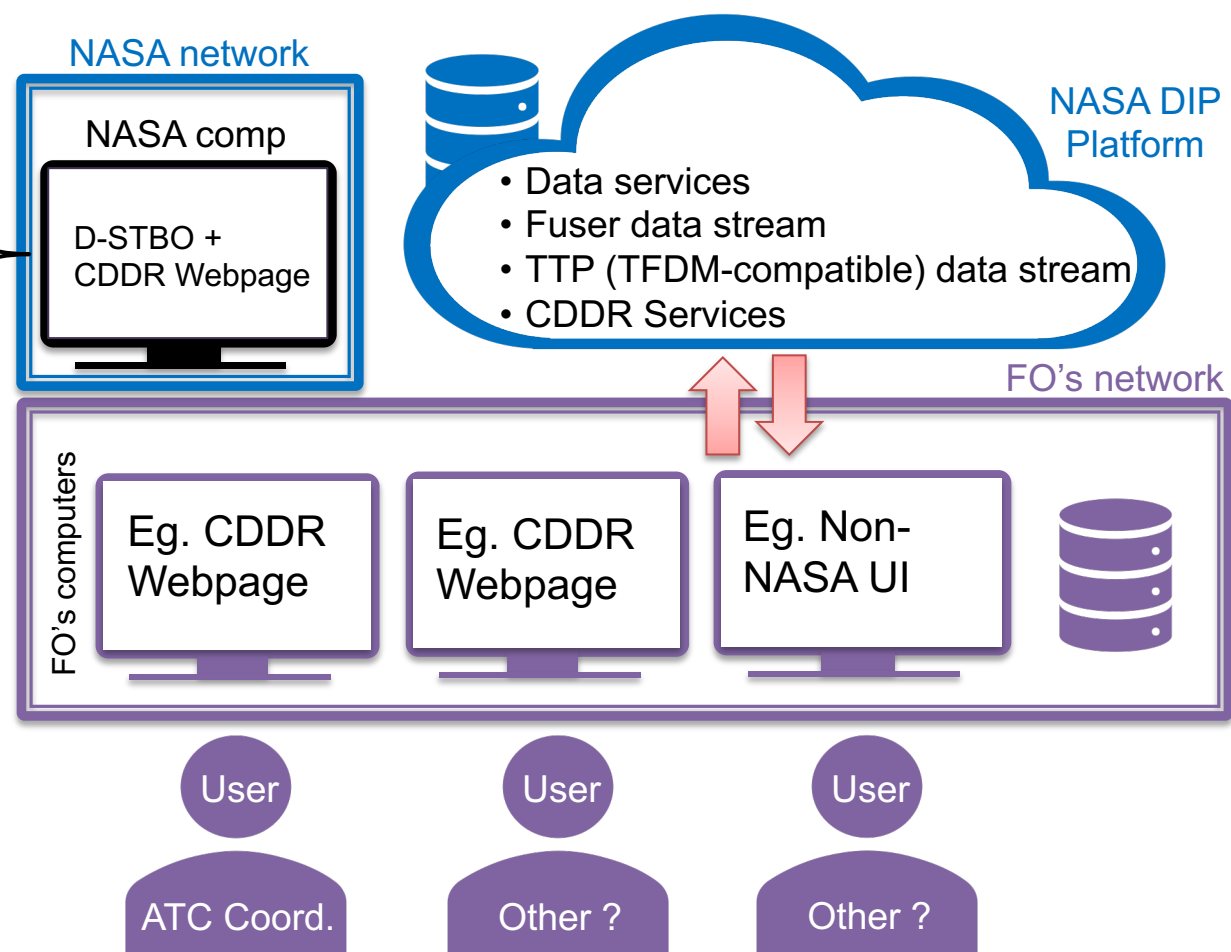 NASA network
NASA comp
D-STBO +
CDDR Webpage
NASA DIP
Platform
• Data services
• Fuser data stream
• TTP (TFDM-compatible) data stream
• CDDR Services
FO's network
FO's computers
Eg. CDDR
Webpage
Eg. CDDR
Webpage
Eg. Non-
NASA UI
User
User
User
ATC Coord.
Other ?
Other ?